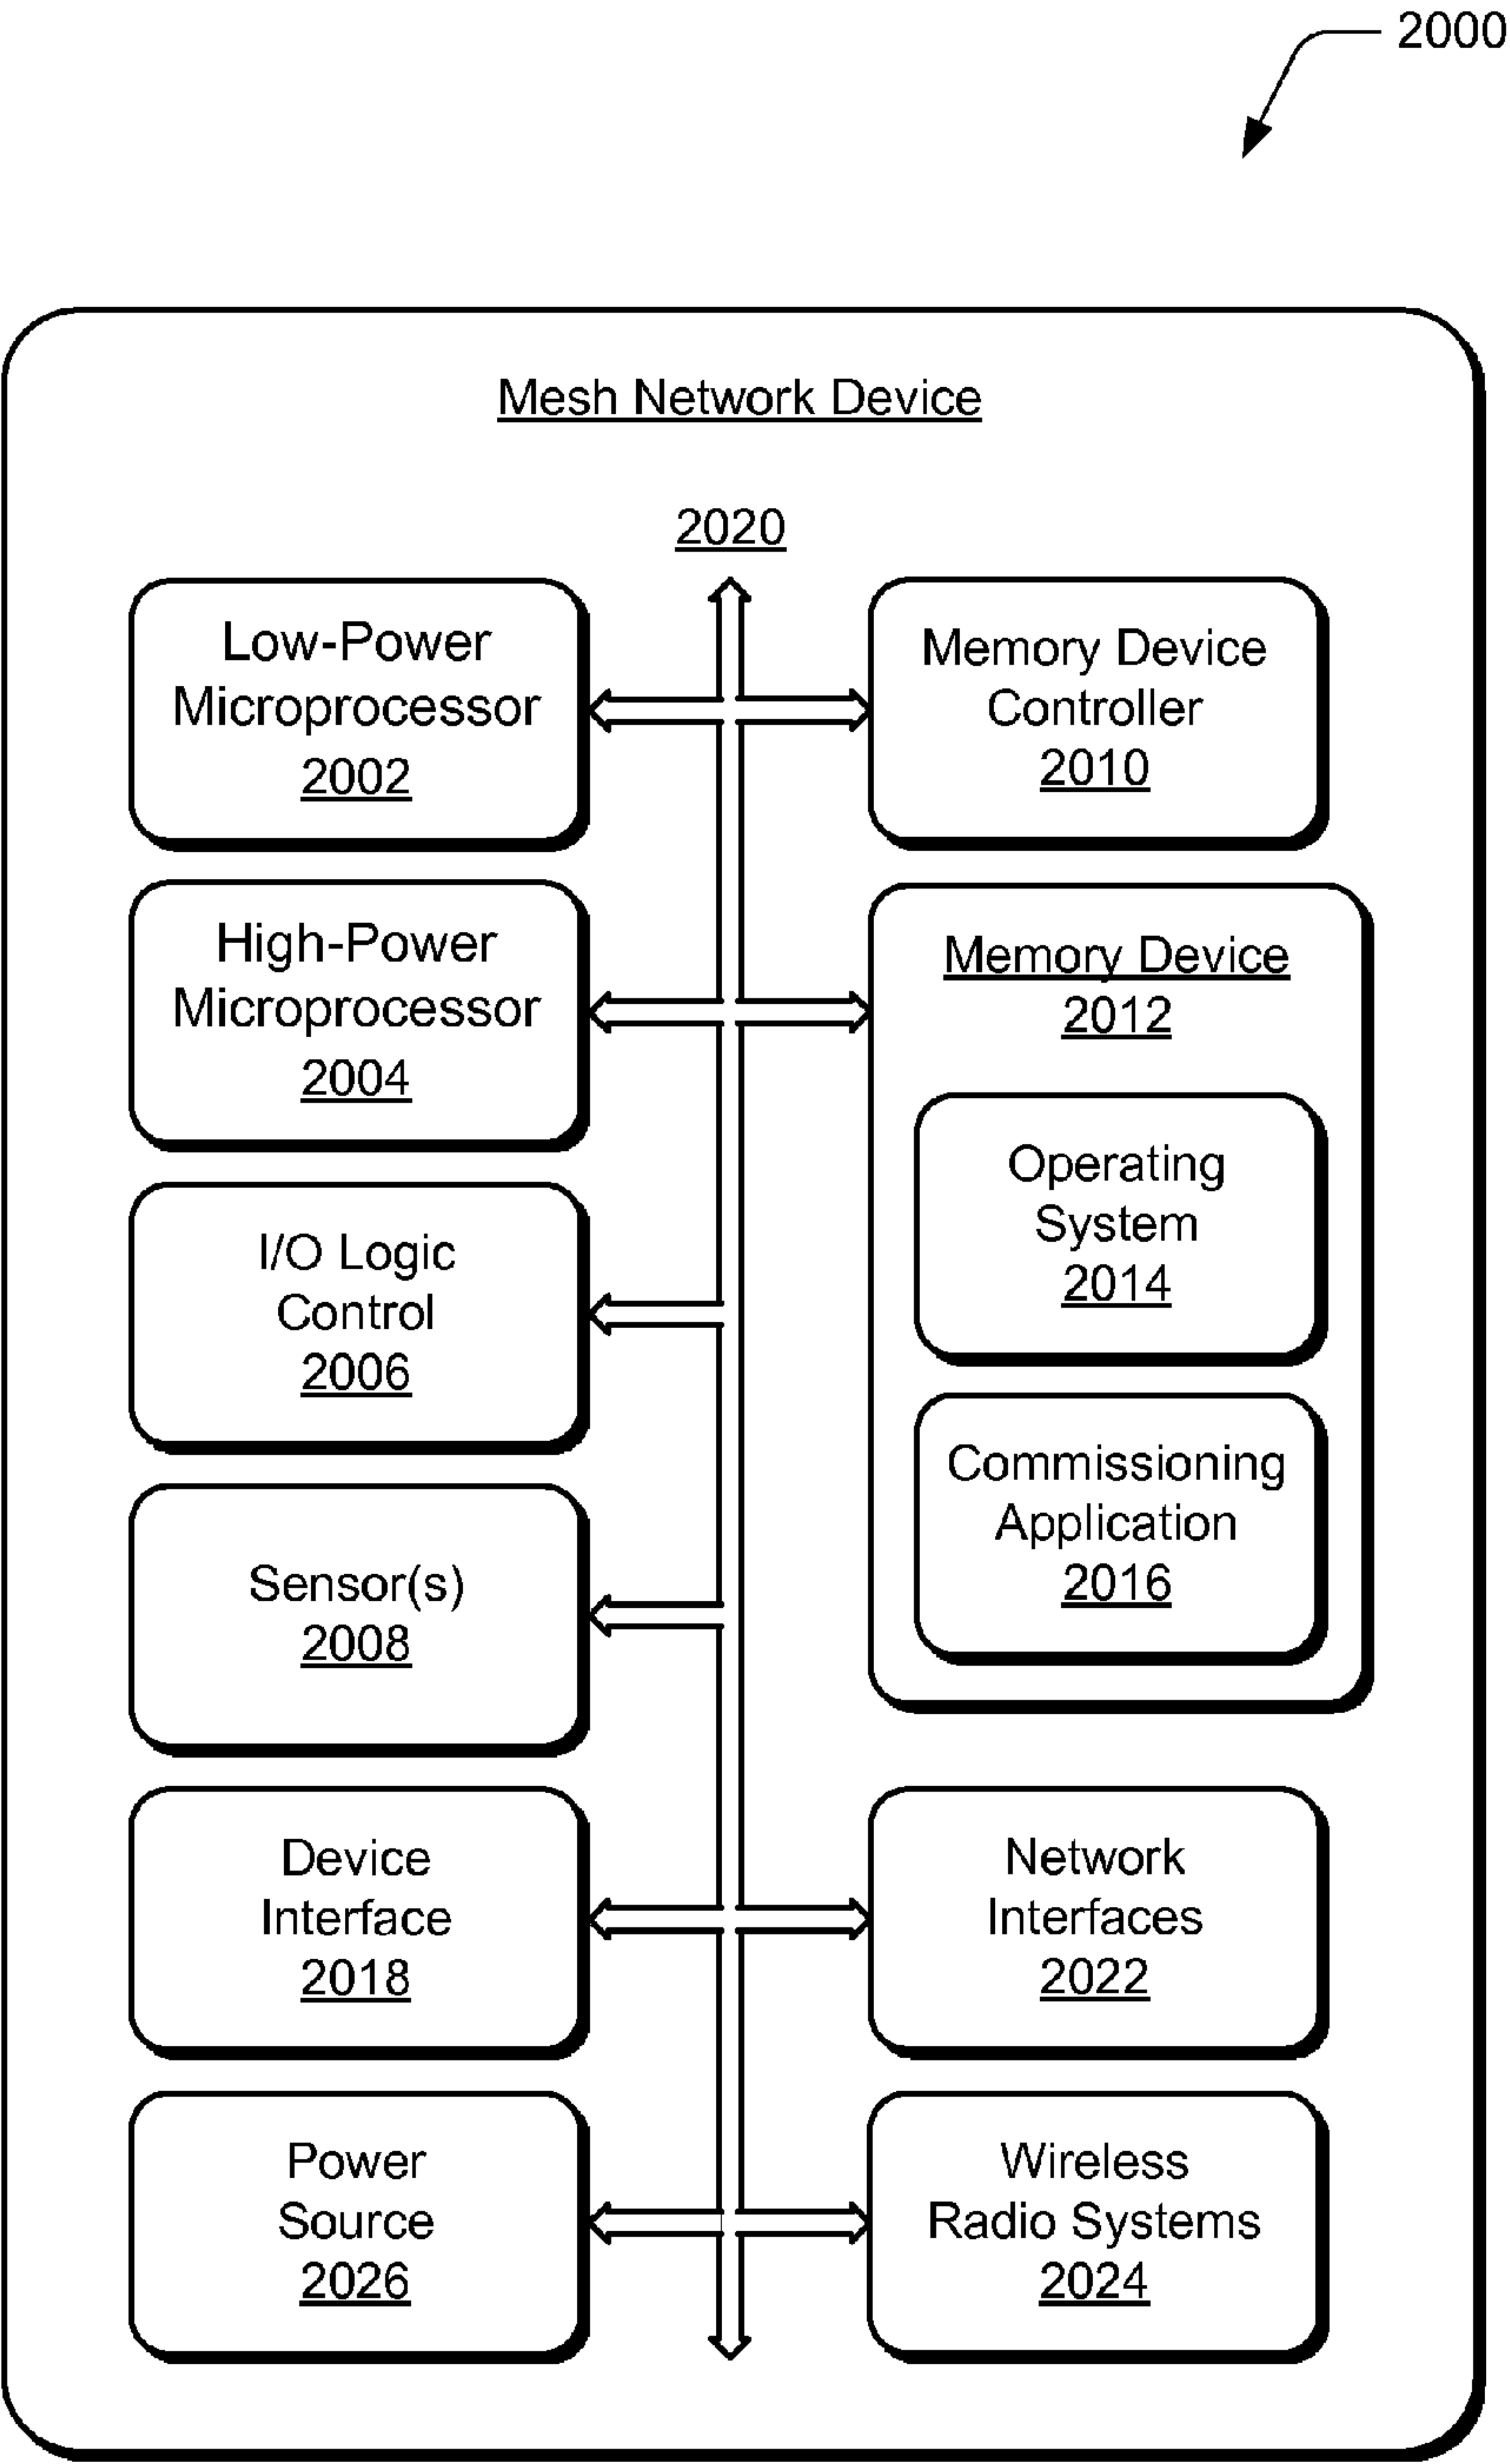 2000
Mesh Network Device
2020
Low-Power
Microprocessor
2002
Memory Device
Controller
2010
High-Power
Microprocessor
2004
Memory Device
2012
Operating
System
2014
I/O Logic
Control
2006
Commissioning
Application
2016
Sensor(s)
2008
Device
Interface
2018
Network
Interfaces
2022
Power
Source
2026
Wireless
Radio Systems
2024